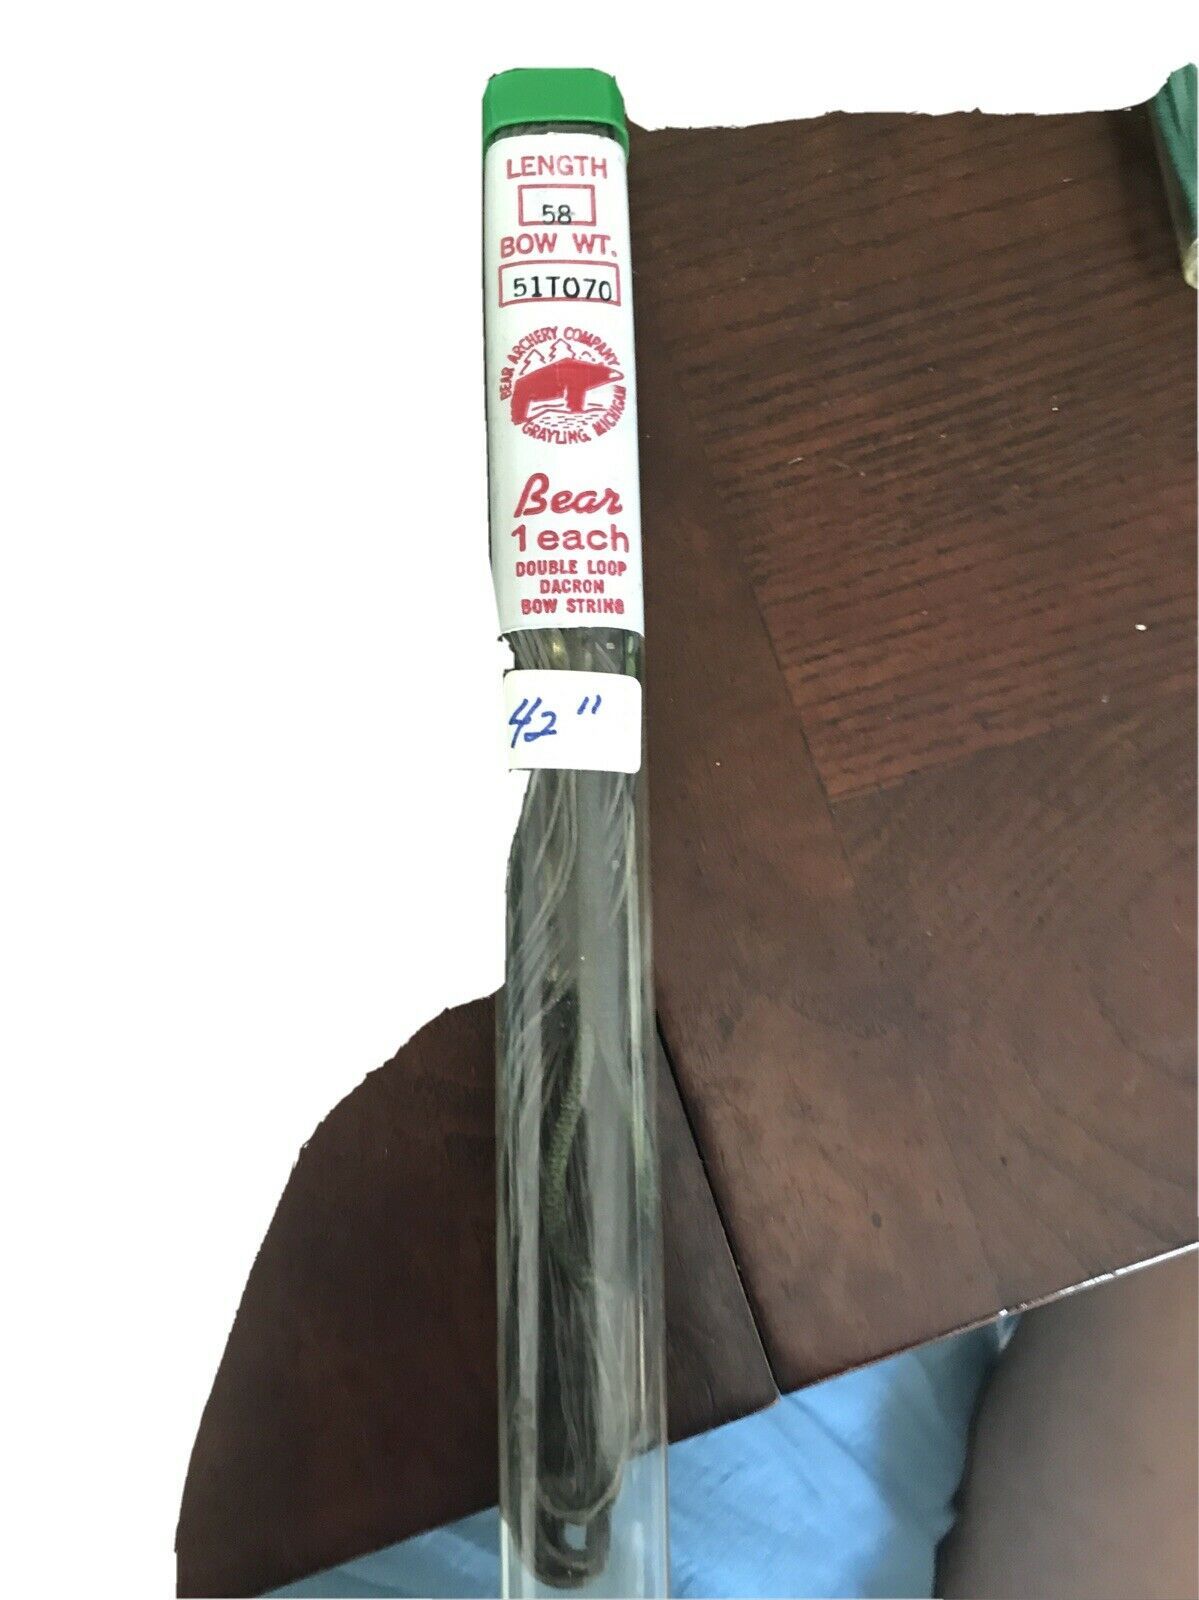 LENGTH
58
BOW WT.
51TO70
BEAR ARCHERY COMPANY
GRAYLING MICHIGAN
Bear
1 each
DOUBLE LOOP
DACRON
BOW STRING
42"